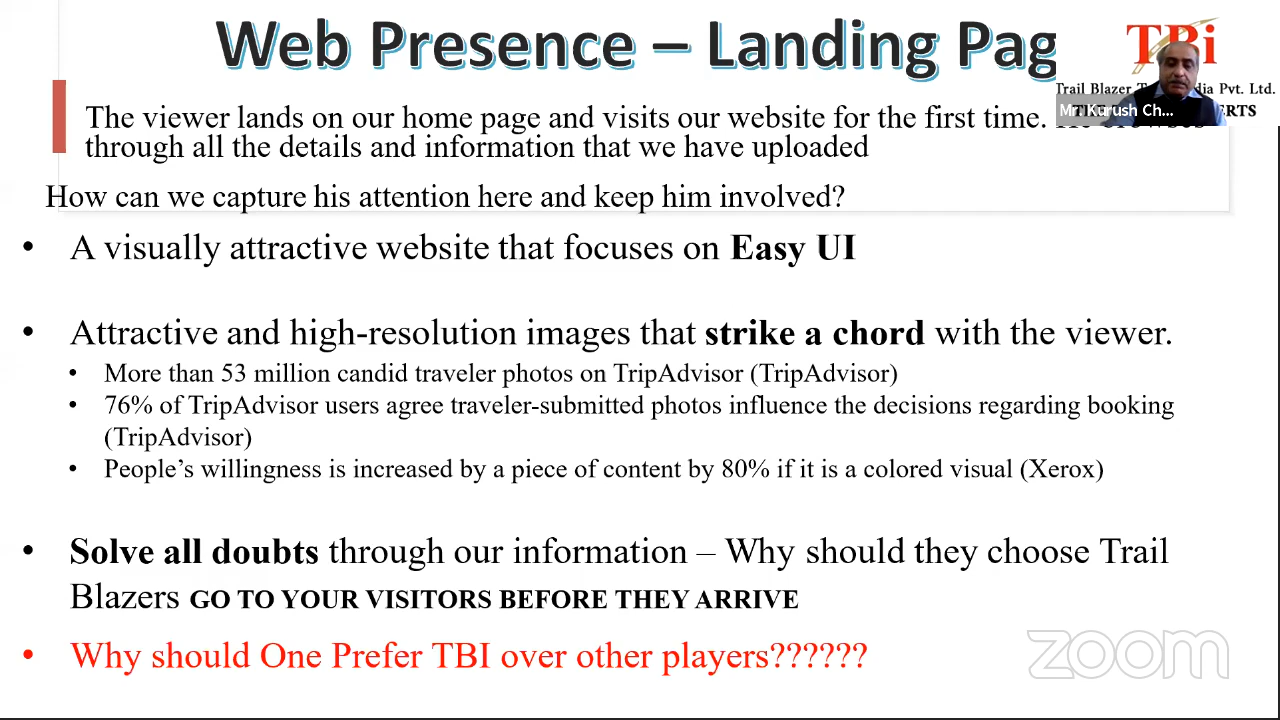 Web Presence – Landing Pag
TBi
Trail Blazer T dia Pvt. Ltd.
Mr. Kurush Ch...
ERTS
The viewer lands on our home page and visits our website for the first time.
through all the details and information that we have uploaded
How can we capture his attention here and keep him involved?
• A visually attractive website that focuses on Easy UI
• Attractive and high-resolution images that strike a chord with the viewer.
• More than 53 million candid traveler photos on TripAdvisor (TripAdvisor)
• 76% of TripAdvisor users agree traveler-submitted photos influence the decisions regarding booking
(TripAdvisor)
• People’s willingness is increased by a piece of content by 80% if it is a colored visual (Xerox)
• Solve all doubts through our information – Why should they choose Trail
Blazers GO TO YOUR VISITORS BEFORE THEY ARRIVE
• Why should One Prefer TBI over other players??????
zoom